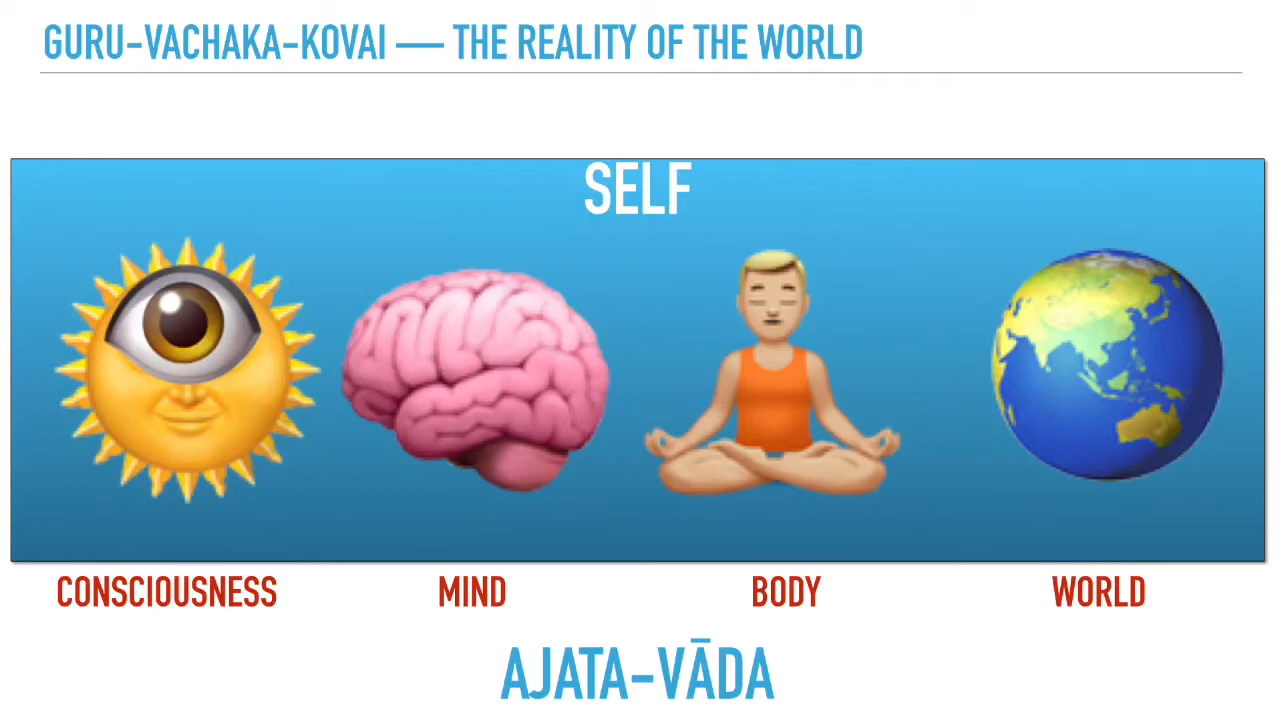 GURU-VACHAKA-KOVAI — THE REALITY OF THE WORLD
SELF
CONSCIOUSNESS MIND BODY WORLD
AJATA-VĀDA